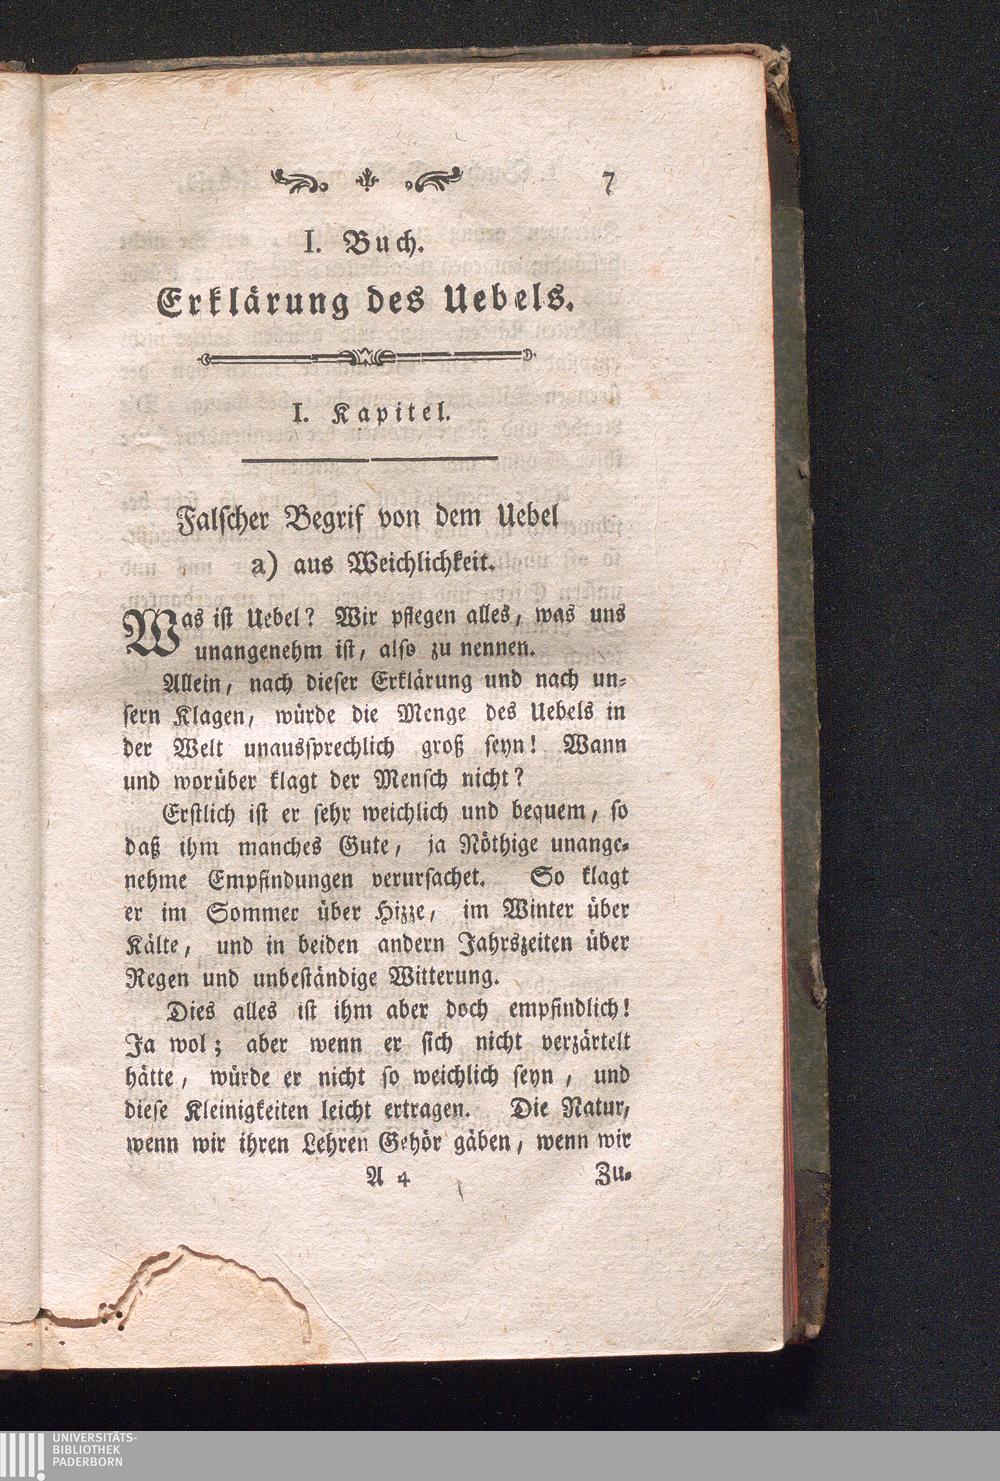 7
I. Buch.
Erklärung des Uebels.
I. Kapitel.
Falscher Begrif von dem Uebel
a) aus Weichlichkeit.
Was ist Uebel? Wir pflegen alles, was uns
unangenehm ist, also zu nennen.
Allein, nach dieser Erklärung und nach un-
sern Klagen, würde die Menge des Uebels in
der Welt unaussprechlich groß seyn! Wann
und worüber klagt der Mensch nicht?
Erstlich ist er sehr weichlich und bequem, so
daß ihm manches Gute, ja Nöthige unange-
nehme Empfindungen verursachet. So klagt
er im Sommer über Hizze, im Winter über
Kälte, und in beiden andern Jahrszeiten über
Regen und unbeständige Witterung.
Dies alles ist ihm aber doch empfindlich!
Ja wol; aber wenn er sich nicht verzärtelt
hätte, würde er nicht so weichlich seyn, und
diese Kleinigkeiten leicht ertragen. Die Natur,
wenn wir ihren Lehren Gehör gäben, wenn wir
A 4 Zu-
UNIVERSITÄTS-
BIBLIOTHEK
PADERBORN